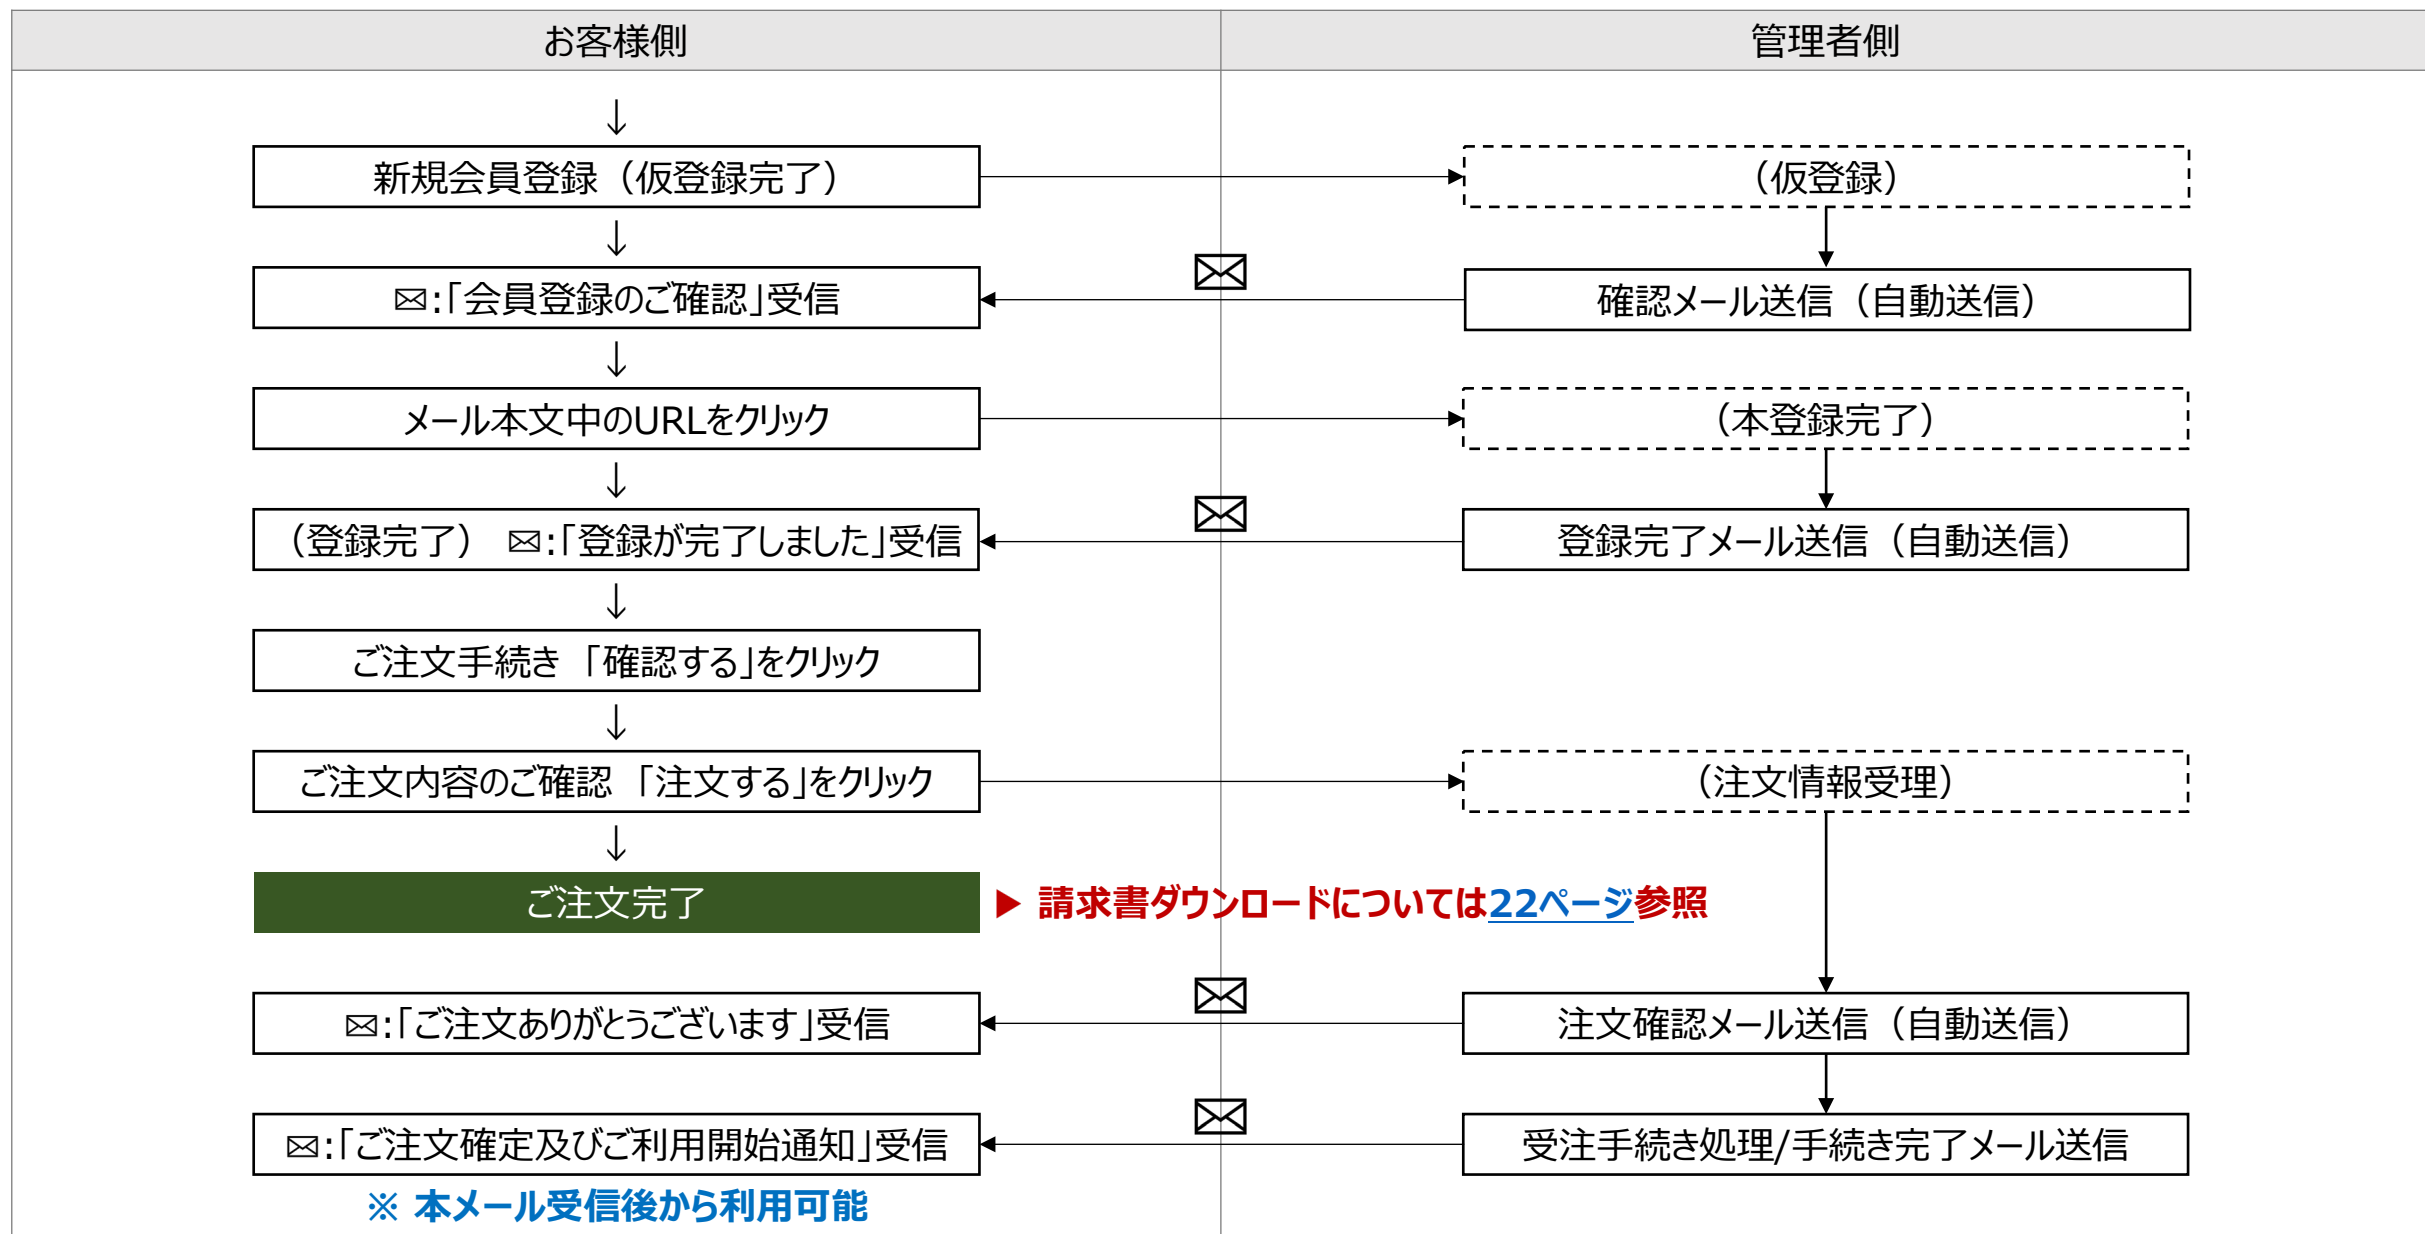 お客様側
管理者側
↓
新規会員登録（仮登録完了）
（仮登録）
↓
✉:「会員登録のご確認」受信
確認メール送信（自動送信）
↓
メール本文中のURLをクリック
（本登録完了）
↓
（登録完了） ✉:「登録が完了しました」受信
登録完了メール送信（自動送信）
↓
ご注文手続き 「確認する」をクリック
↓
ご注文内容のご確認 「注文する」をクリック
（注文情報受理）
↓
ご注文完了
▶ 請求書ダウンロードについては22ページ参照
✉:「ご注文ありがとうございます」受信
注文確認メール送信（自動送信）
✉:「ご注文確定及びご利用開始通知」受信
受注手続き処理/手続き完了メール送信
※ 本メール受信後から利用可能